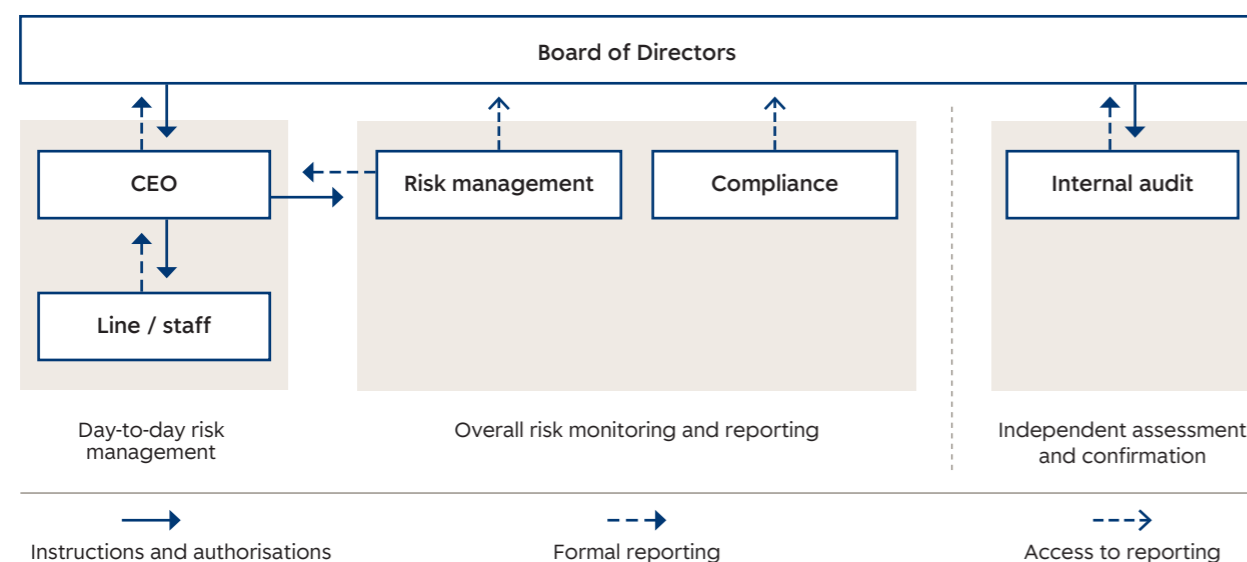 Board of Directors
CEO
Risk management
Compliance
Internal audit
Line / staff
Day-to-day risk
management
Overall risk monitoring and reporting
Independent assessment
and confirmation
Instructions and authorisations
Formal reporting
Access to reporting